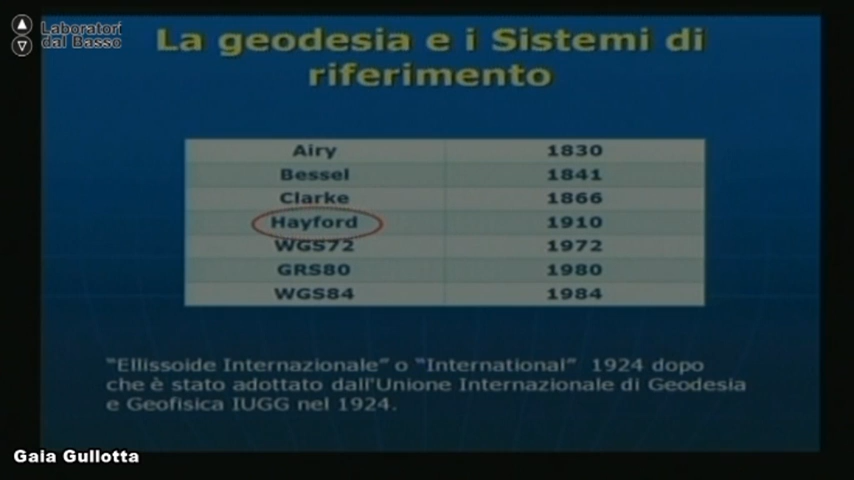 Laboratori
dal Basso
La geodesia e i Sistemi di
riferimento
Airy 1830
Bessel 1841
Clarke 1866
Hayford 1910
WGS72 1972
GRS80 1980
WGS84 1984
“Ellissoide Internazionale” o “International” 1924 dopo
che è stato adottato dall'Unione Internazionale di Geodesia
e Geofisica IUGG nel 1924.
Gaia Gullotta